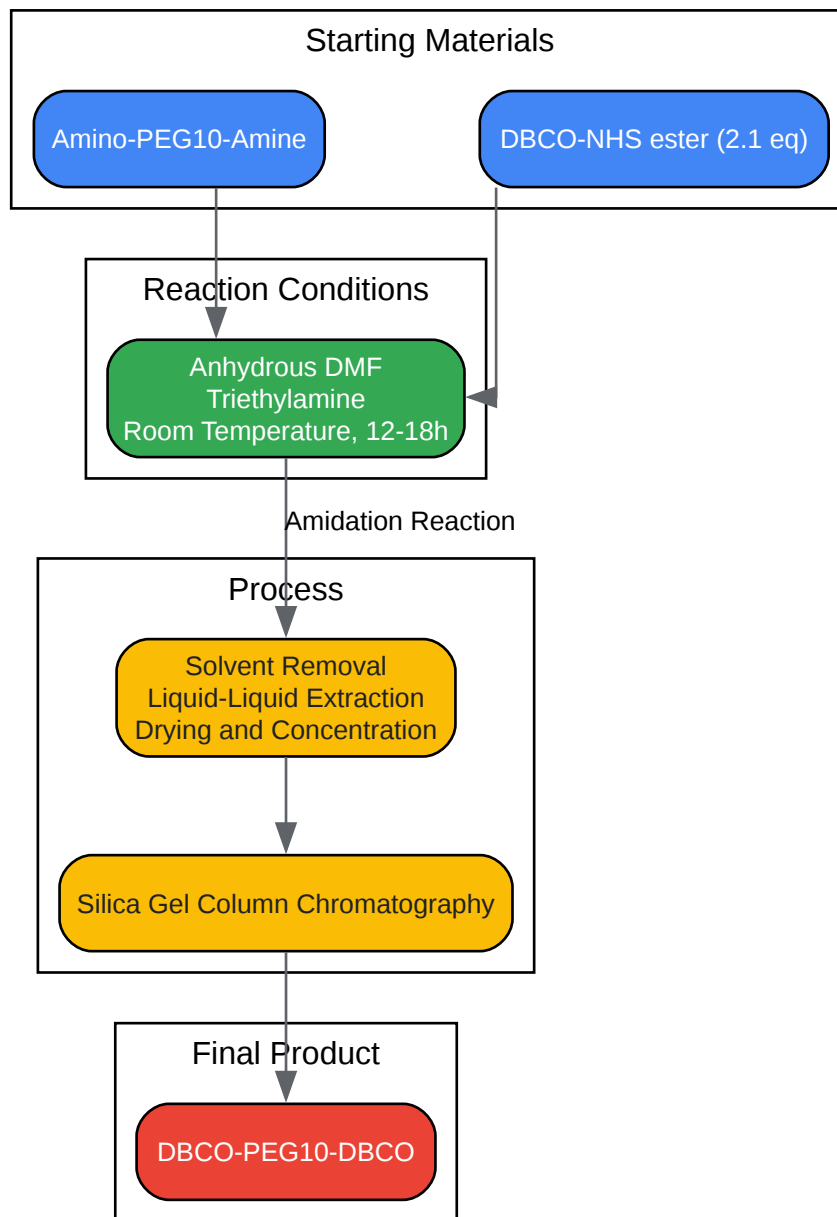 Starting Materials
Amino-PEG10-Amine
DBCO-NHS ester (2.1 eq)
Reaction Conditions
Anhydrous DMF
Triethylamine
Room Temperature, 12-18h
Amidation Reaction
Process
Solvent Removal
Liquid-Liquid Extraction
Drying and Concentration
Silica Gel Column Chromatography
Final Product
DBCO-PEG10-DBCO